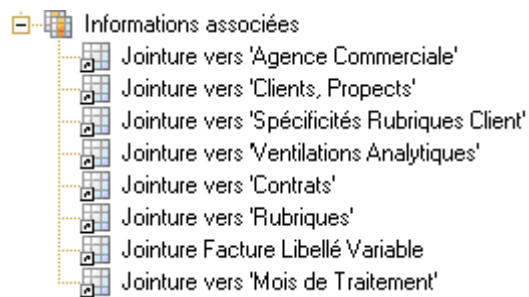 Informations associées
Jointure vers 'Agence Commerciale'
Jointure vers 'Clients, Propects'
Jointure vers 'Spécificités Rubriques Client'
Jointure vers 'Ventilations Analytiques'
Jointure vers 'Contrats'
Jointure vers 'Rubriques'
Jointure Facture Libellé Variable
Jointure vers 'Mois de Traitement'